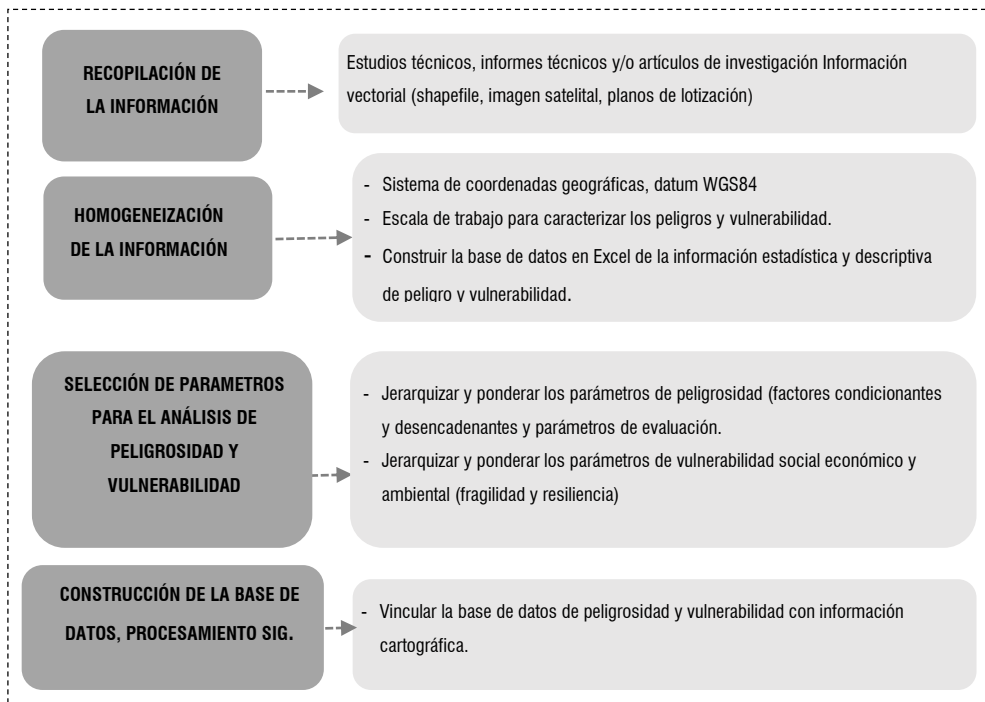 RECOPILACIÓN DE
LA INFORMACIÓN
Estudios técnicos, informes técnicos y/o artículos de investigación Información
vectorial (shapefile, imagen satelital, planos de lotización)
HOMOGENEIZACIÓN
DE LA INFORMACIÓN
- Sistema de coordenadas geográficas, datum WGS84
- Escala de trabajo para caracterizar los peligros y vulnerabilidad.
- Construir la base de datos en Excel de la información estadística y descriptiva
de peligro y vulnerabilidad.
SELECCIÓN DE PARAMETROS
PARA EL ANÁLISIS DE
PELIGROSIDAD Y
VULNERABILIDAD
- Jerarquizar y ponderar los parámetros de peligrosidad (factores condicionantes
y desencadenantes y parámetros de evaluación.
- Jerarquizar y ponderar los parámetros de vulnerabilidad social económico y
ambiental (fragilidad y resiliencia)
CONSTRUCCIÓN DE LA BASE DE
DATOS, PROCESAMIENTO SIG.
- Vincular la base de datos de peligrosidad y vulnerabilidad con información
cartográfica.